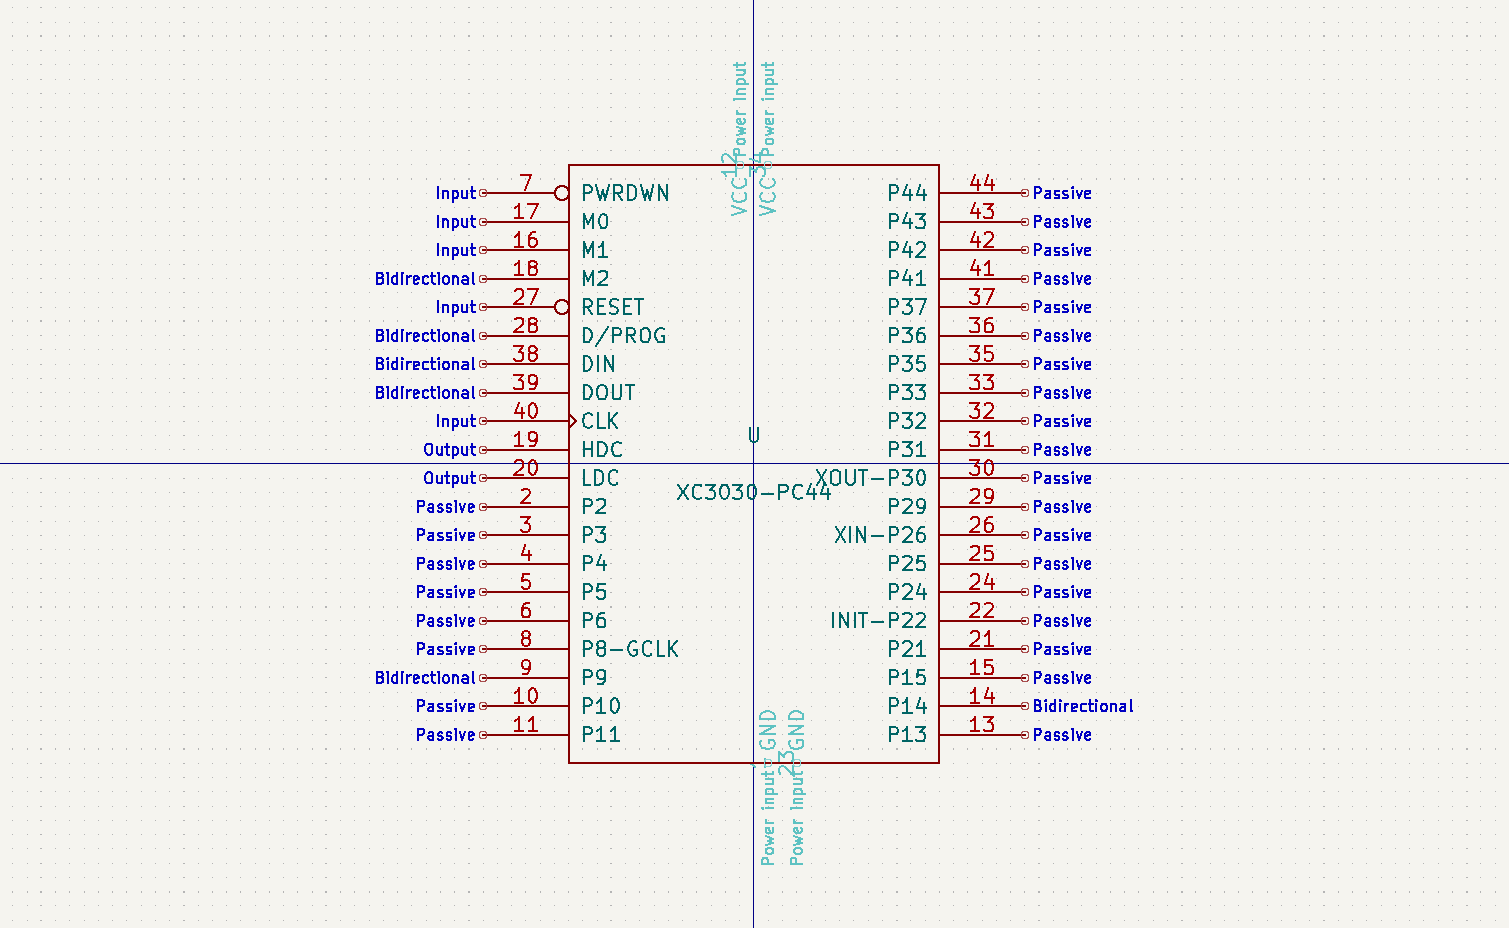 Power input
Power input
12
34
VCC
VCC
Input 7 PWRDWN P44 44 Passive
Input 17 M0 P43 43 Passive
Input 16 M1 P42 42 Passive
Bidirectional 18 M2 P41 41 Passive
Input 27 RESET P37 37 Passive
Bidirectional 28 D/PROG P36 36 Passive
Bidirectional 38 DIN P35 35 Passive
Bidirectional 39 DOUT P33 33 Passive
Input 40 CLK P32 32 Passive
U
Output 19 HDC P31 31 Passive
Output 20 LDC XOUT-P30 30 Passive
XC3030-PC44
Passive 2 P2 P29 29 Passive
Passive 3 P3 XIN-P26 26 Passive
Passive 4 P4 P25 25 Passive
Passive 5 P5 P24 24 Passive
Passive 6 P6 INIT-P22 22 Passive
Passive 8 P8-GCLK P21 21 Passive
Bidirectional 9 P9 P15 15 Passive
Passive 10 P10 P14 14 Bidirectional
Passive 11 P11 P13 13 Passive
GND
GND
1
23
Power input
Power input